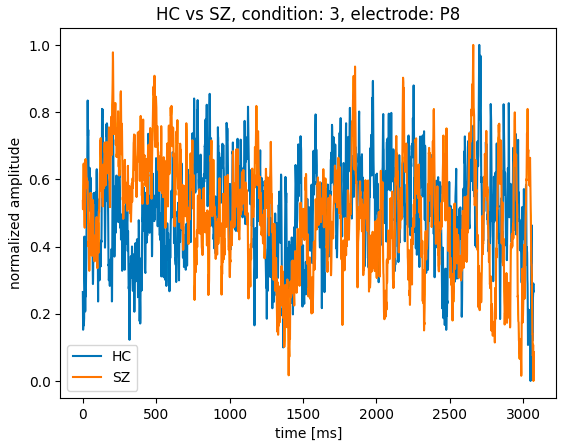 HC vs SZ, condition: 3, electrode: P8
normalized amplitude
1.0
0.8
0.6
0.4
0.2
0.0
HC
SZ
0 500 1000 1500 2000 2500 3000
time [ms]